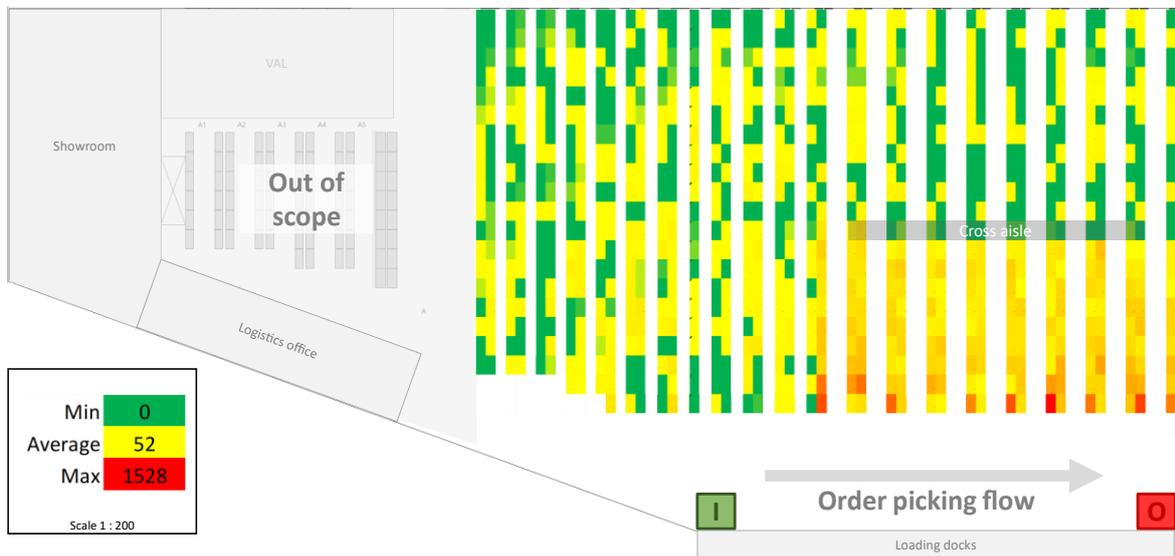 VAL
A1 A2 A3 A4 A5
Showroom
Out of
scope
Cross aisle
A
Logistics office
Min 0
Average 52
Max 1528
Scale 1 : 200
Order picking flow
I
O
Loading docks